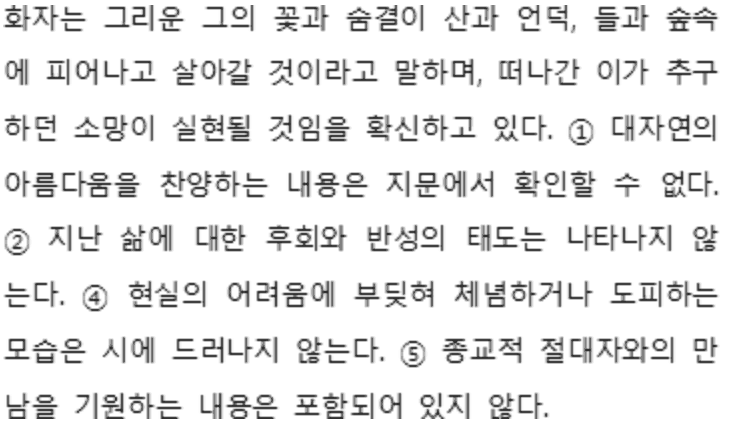 화자는 그리운 그의 꽃과 숨결이 산과 언덕, 들과 숲속
에 피어나고 살아갈 것이라고 말하며, 떠나간 이가 추구
하던 소망이 실현될 것임을 확신하고 있다. ① 대자연의
아름다움을 찬양하는 내용은 지문에서 확인할 수 없다.
② 지난 삶에 대한 후회와 반성의 태도는 나타나지 않
는다. ④ 현실의 어려움에 부딪혀 체념하거나 도피하는
모습은 시에 드러나지 않는다. ⑤ 종교적 절대자와의 만
남을 기원하는 내용은 포함되어 있지 않다.